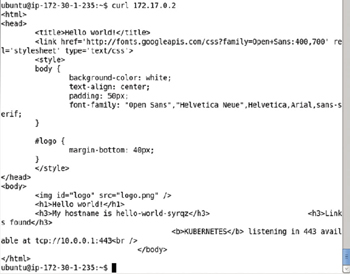 ubuntu@ip-172-30-1-235:~$ curl 172.17.0.2
<html>
<head>
<title>Hello world!</title>
<link href='http://fonts.googleapis.com/css?family=Open+Sans:400,700' re
l='stylesheet' type='text/css'>
<style>
body {
background-color: white;
text-align: center;
padding: 50px;
font-family: "Open Sans","Helvetica Neue",Helvetica,Arial,sans-s
erif;
}
#logo {
margin-bottom: 40px;
}
</style>
</head>
<body>
<img id="logo" src="logo.png" />
<h1>Hello world!</h1>
<h3>My hostname is hello-world-syrqz</h3> <h3>Link
s found</h3>
<b>KUBERNETES</b> listening in 443 avail
able at tcp://10.0.0.1:443<br />
</body>
</html>
ubuntu@ip-172-30-1-235:~$